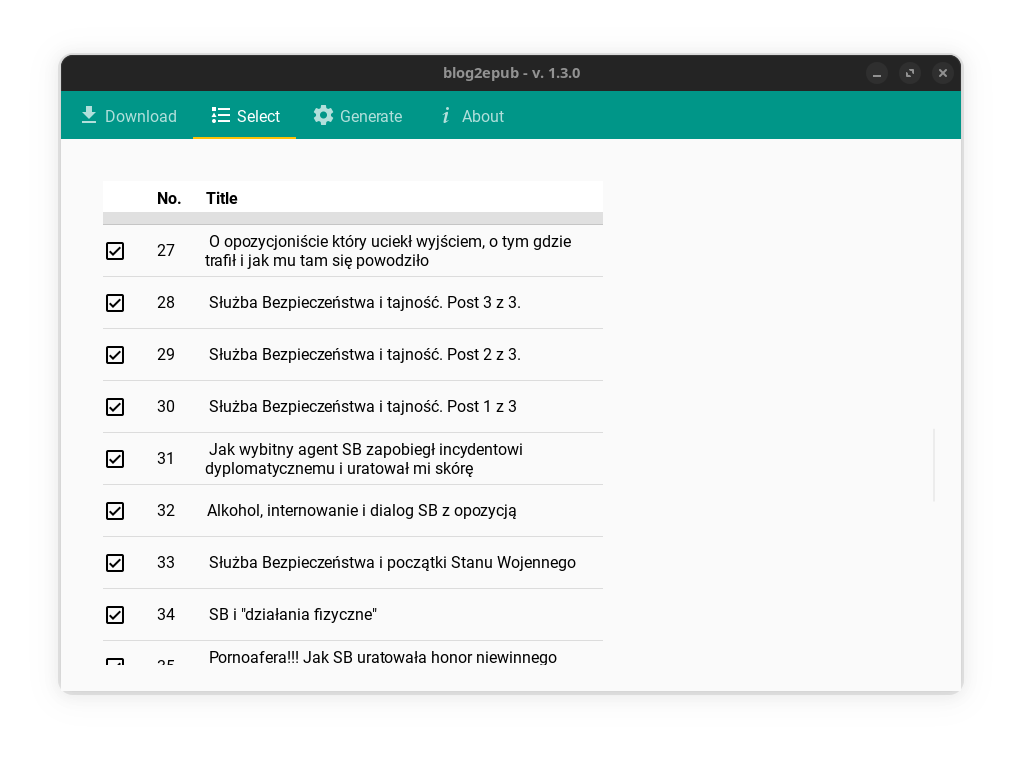 blog2epub - v. 1.3.0
Download Select Generate About
No. Title
27 O opozycjoniście który uciekł wyjściem, o tym gdzie
trafił i jak mu tam się powodziło
28 Służba Bezpieczeństwa i tajność. Post 3 z 3.
29 Służba Bezpieczeństwa i tajność. Post 2 z 3.
30 Służba Bezpieczeństwa i tajność. Post 1 z 3
31 Jak wybitny agent SB zapobiegł incydentowi
dyplomatycznemu i uratował mi skórę
32 Alkohol, internowanie i dialog SB z opozycją
33 Służba Bezpieczeństwa i początki Stanu Wojennego
34 SB i "działania fizyczne"
35 Pornoafera!!! Jak SB uratowała honor niewinnego